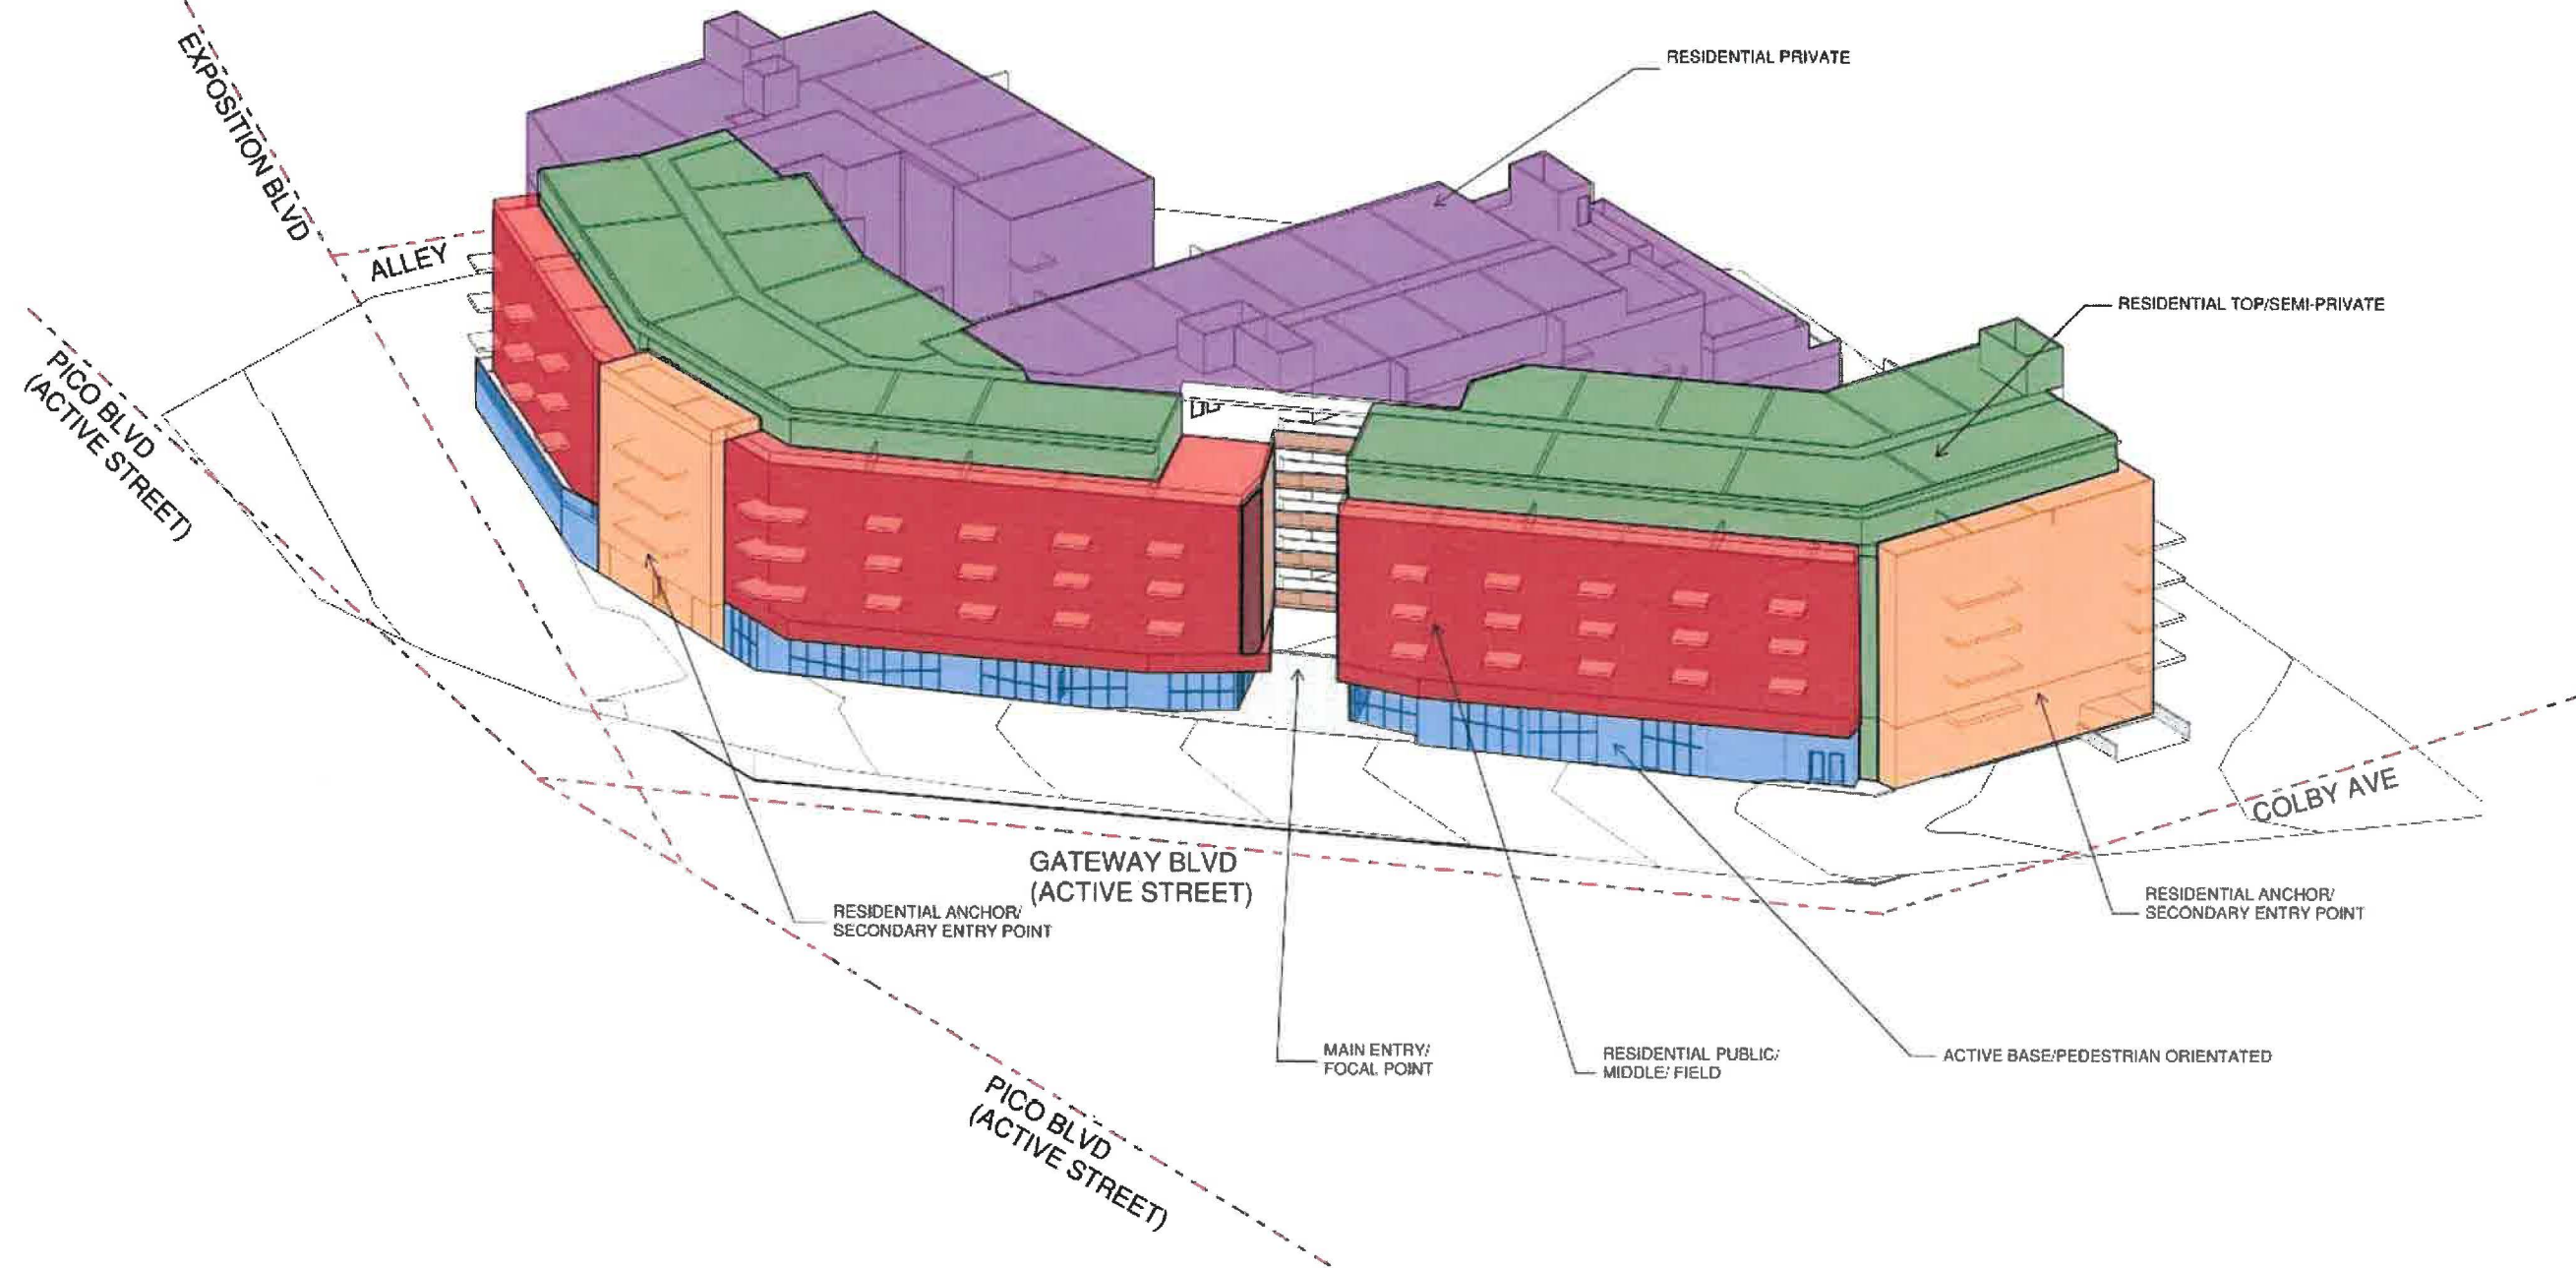 RESIDENTIAL PRIVATE
EXPOSITION BLVD
ALLEY
RESIDENTIAL TOP/SEMI-PRIVATE
PICO BLVD
(ACTIVE STREET)
COLBY AVE
GATEWAY BLVD
(ACTIVE STREET)
RESIDENTIAL ANCHOR/
SECONDARY ENTRY POINT
RESIDENTIAL ANCHOR/
SECONDARY ENTRY POINT
MAIN ENTRY/
FOCAL POINT
RESIDENTIAL PUBLIC/
MIDDLE/ FIELD
ACTIVE BASE/PEDESTRIAN ORIENTATED
PICO BLVD
(ACTIVE STREET)